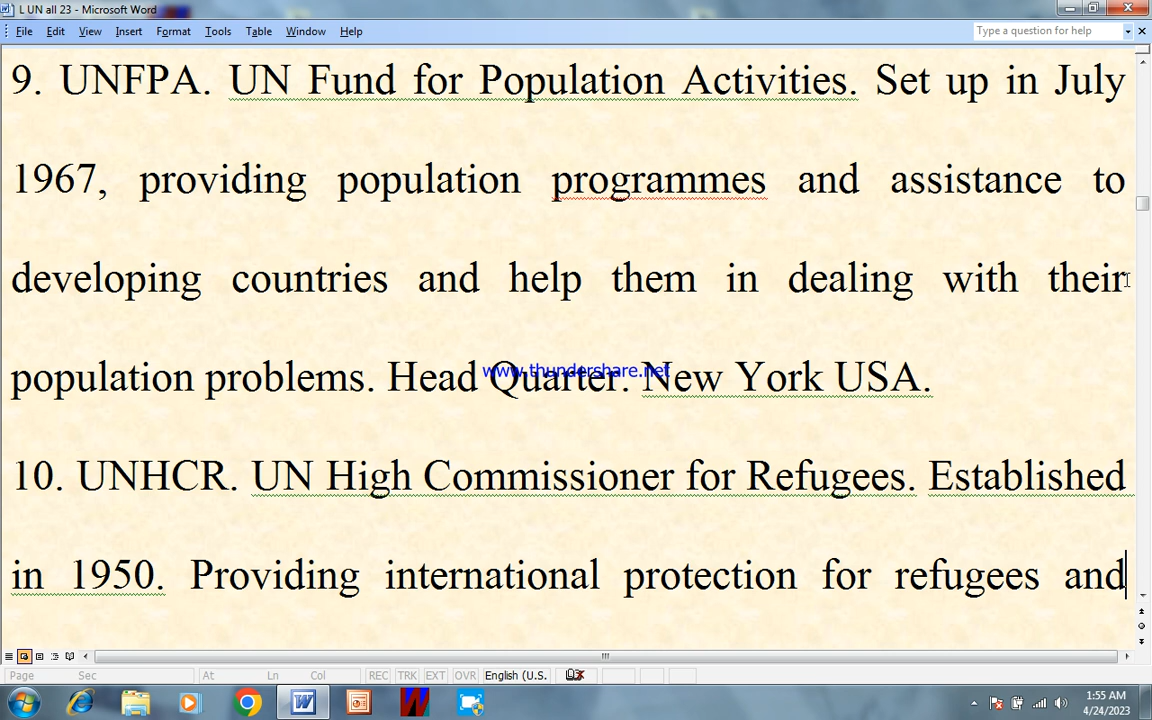 L UN all 23 - Microsoft Word
File Edit View Insert Format Tools Table Window Help Type a question for help
9. UNFPA. UN Fund for Population Activities. Set up in July
1967, providing population programmes and assistance to
developing countries and help them in dealing with their
population problems. Head Quarter. New York USA.
www.thundershare.net
10. UNHCR. UN High Commissioner for Refugees. Established
in 1950. Providing international protection for refugees and
Page Sec At Ln Col REC TRK EXT OVR English (U.S.
1:55 AM
4/24/2023